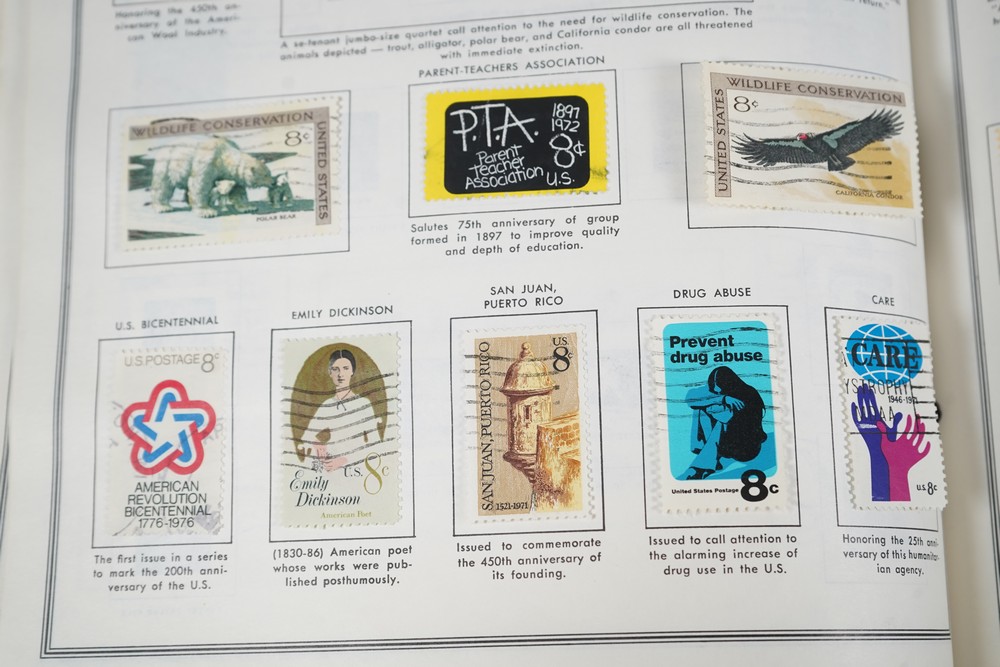 Honoring the 450th an-
niversary of the Ameri-
can Wool Industry.
A se-tenant jumbo-size quartet call attention to the need for wildlife conservation. The
animals depicted — trout, alligator, polar bear, and California condor are all threatened
with immediate extinction.
return."
WILDLIFE CONSERVATION
8c
UNITED STATES
POLAR BEAR
PARENT-TEACHERS ASSOCIATION
P.T.A.
1897
1972
8¢
Parent
Teacher
Association
U.S.
Salutes 75th anniversary of group
formed in 1897 to improve quality
and depth of education.
WILDLIFE CONSERVATION
UNITED STATES
8c
CALIFORNIA CONDOR
U.S. BICENTENNIAL
U.S. POSTAGE 8c
AMERICAN
REVOLUTION
BICENTENNIAL
1776-1976
The first issue in a series
to mark the 200th anni-
versary of the U.S.
EMILY DICKINSON
U.S. 8c
Emily
Dickinson
American Poet
(1830-86) American poet
whose works were pub-
lished posthumously.
SAN JUAN,
PUERTO RICO
U.S.
8c
SAN JUAN, PUERTO RICO
1521-1971
Issued to commemorate
the 450th anniversary of
its founding.
DRUG ABUSE
Prevent
drug abuse
United States Postage 8c
Issued to call attention to
the alarming increase of
drug use in the U.S.
CARE
CARE
YSTROPHY
1946-1971
U.S. 8c
Honoring the 25th anni-
versary of this humanitar-
ian agency.